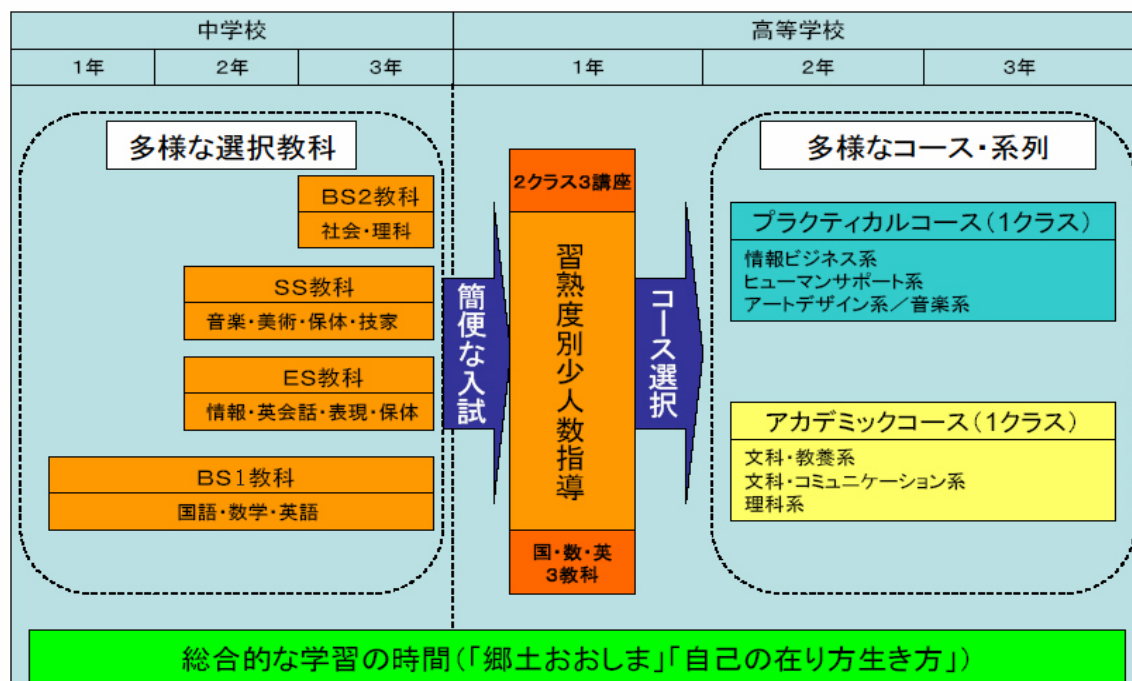 中学校
高等学校
1年
2年
3年
1年
2年
3年
多様な選択教科
BS2教科
社会・理科
SS教科
音楽・美術・保体・技家
ES教科
情報・英会話・表現・保体
BS1教科
国語・数学・英語
簡便な入試
2クラス3講座
習熟度別少人数指導
国・数・英
3教科
コース選択
多様なコース・系列
プラクティカルコース(1クラス)
情報ビジネス系
ヒューマンサポート系
アートデザイン系/音楽系
アカデミックコース(1クラス)
文科・教養系
文科・コミュニケーション系
理科系
総合的な学習の時間(「郷土おおしま」「自己の在り方生き方」)